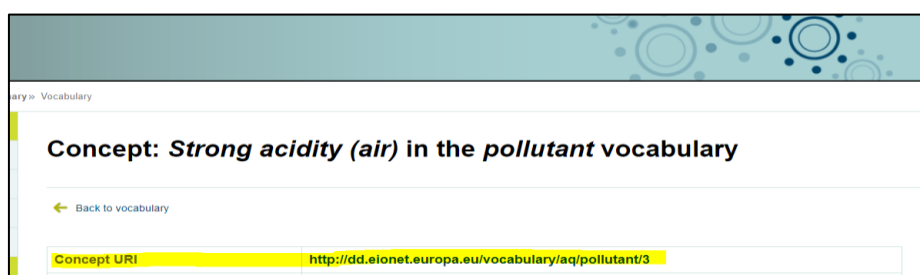 ary» Vocabulary
Concept: Strong acidity (air) in the pollutant vocabulary
Back to vocabulary
Concept URI http://dd.eionet.europa.eu/vocabulary/aq/pollutant/3